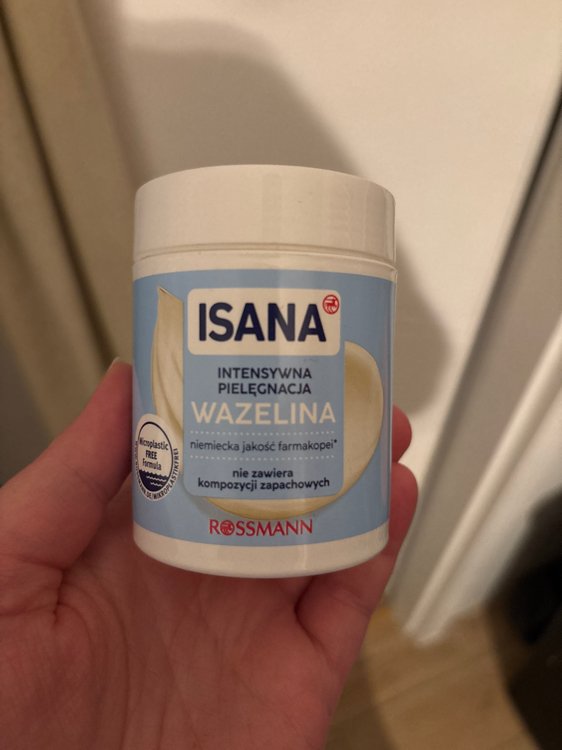 ISANA
INTENSYWNA
PIELĘGNACJA
WAZELINA
niemiecka jakość farmakopei*
nie zawiera
kompozycji zapachowych
ROSSMANN
Microplastic
FREE
Formula